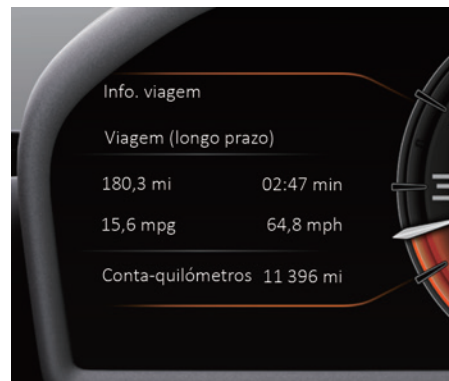 Info. viagem
Viagem (longo prazo)
180,3 mi 02:47 min
15,6 mpg 64,8 mph
Conta-quilómetros 11 396 mi